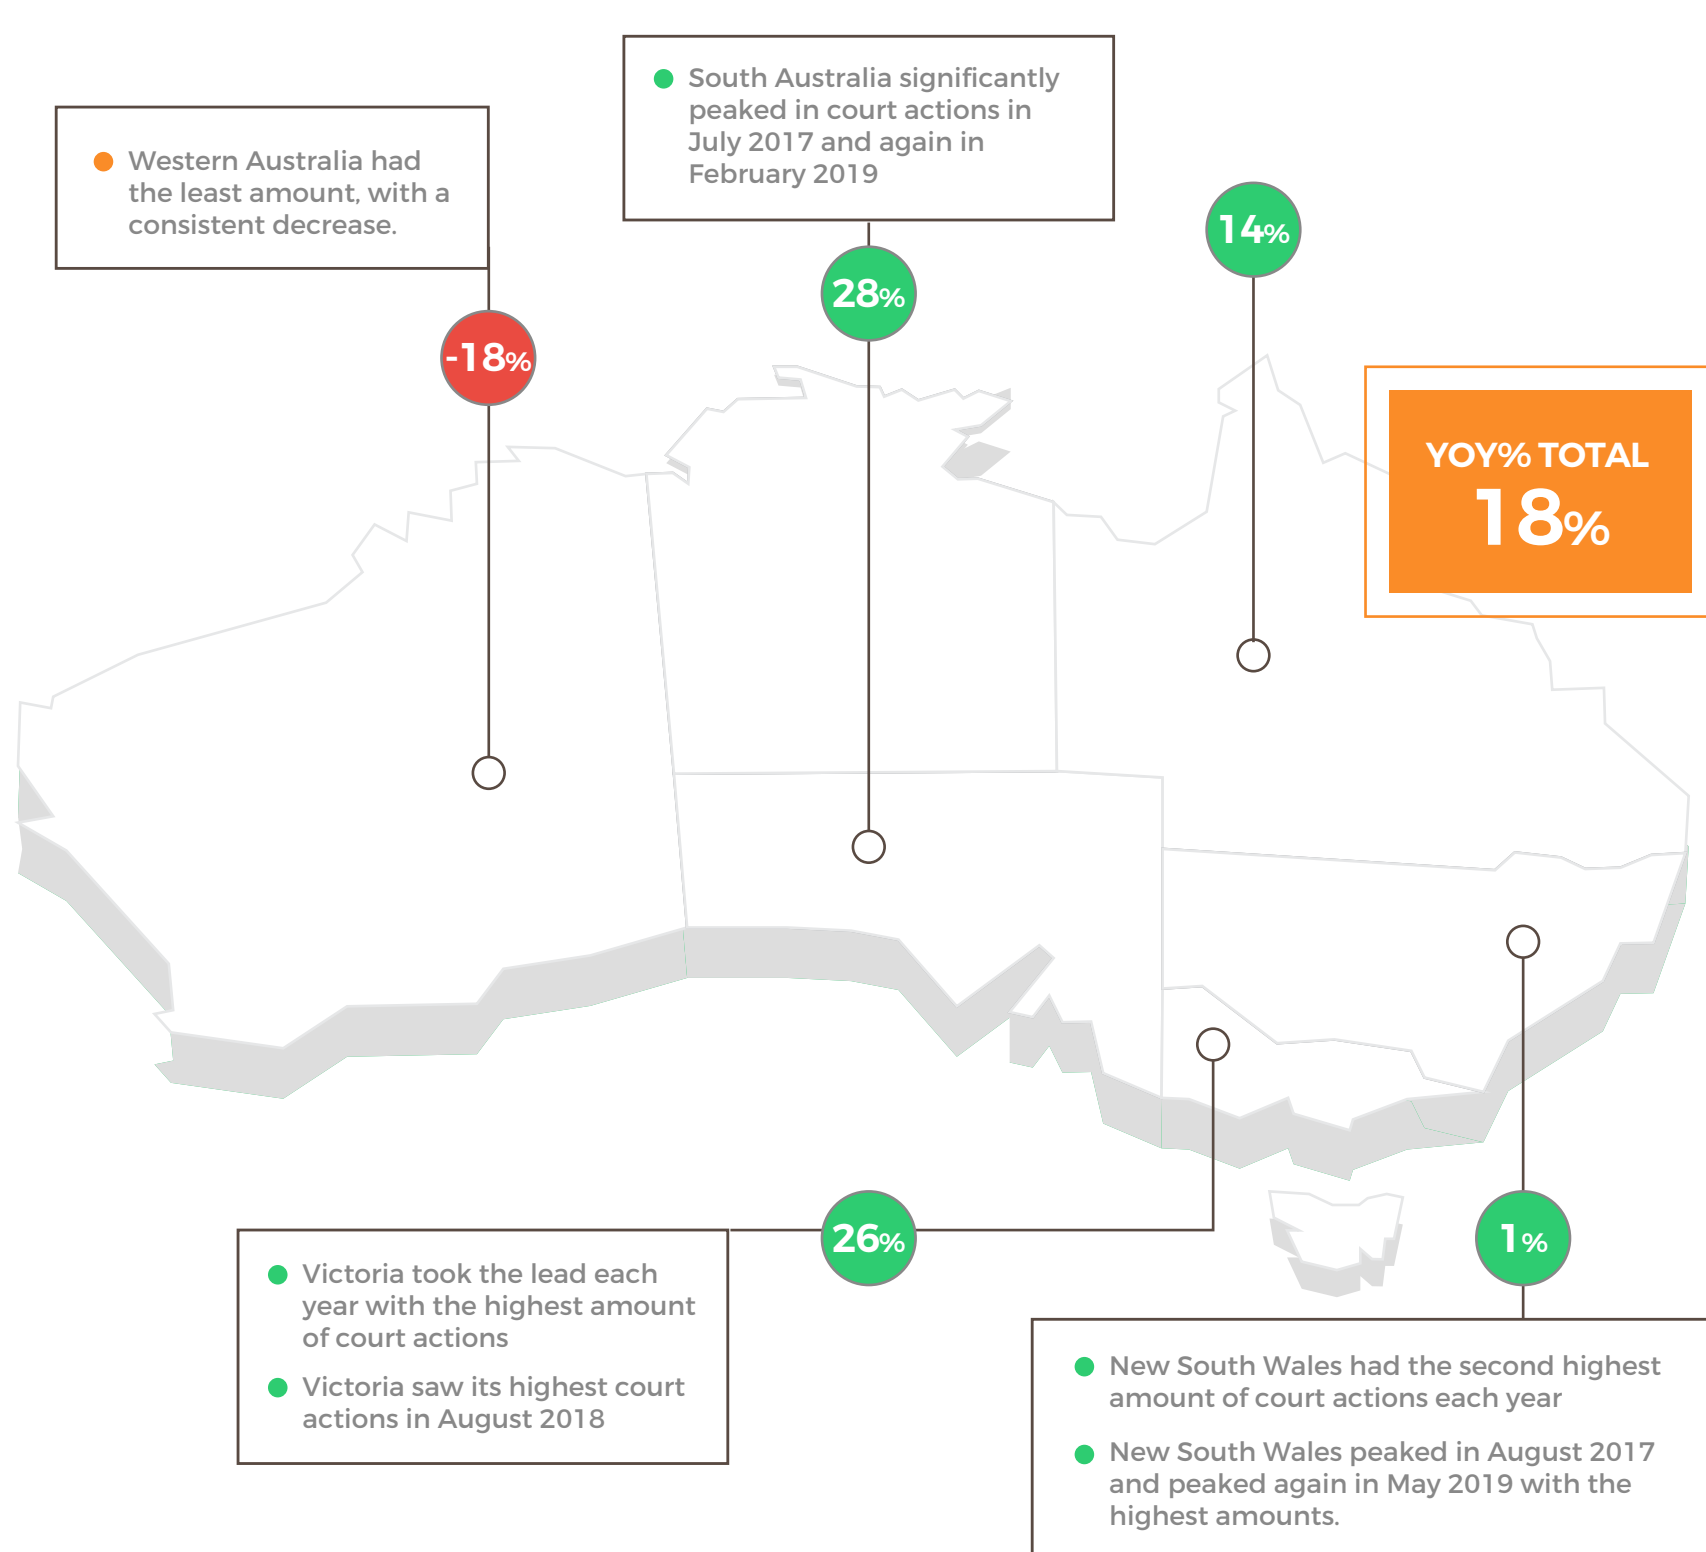 South Australia significantly
peaked in court actions in
July 2017 and again in
February 2019
Western Australia had
the least amount, with a
consistent decrease.
14%
28%
-18%
YOY% TOTAL
18%
26%
1%
Victoria took the lead each
year with the highest amount
of court actions
Victoria saw its highest court
actions in August 2018
New South Wales had the second highest
amount of court actions each year
New South Wales peaked in August 2017
and peaked again in May 2019 with the
highest amounts.